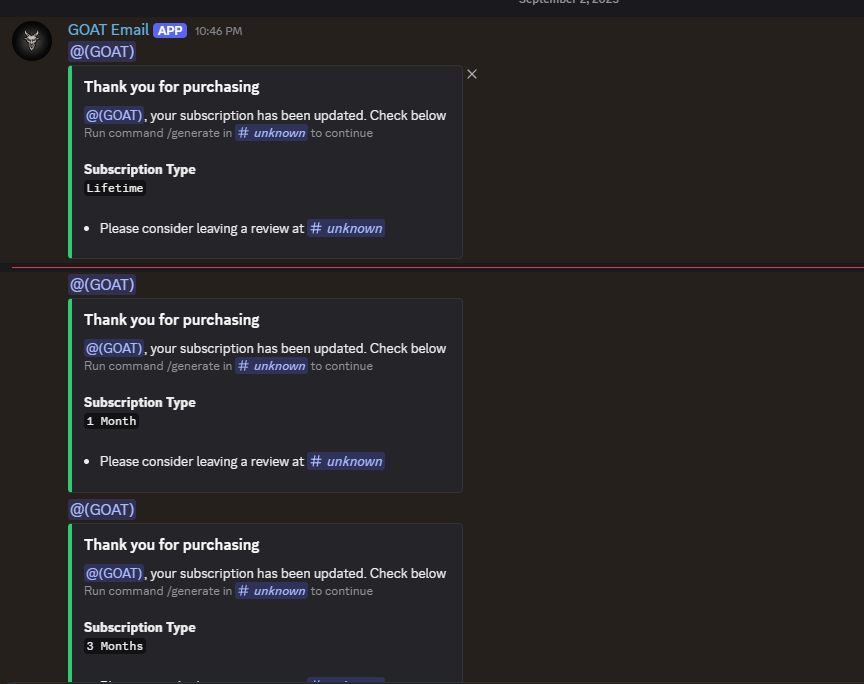 September 2, 2025
GOAT Email APP 10:46 PM
@(GOAT)
Thank you for purchasing
@(GOAT), your subscription has been updated. Check below
Run command /generate in # unknown to continue
Subscription Type
Lifetime
• Please consider leaving a review at # unknown
@(GOAT)
Thank you for purchasing
@(GOAT), your subscription has been updated. Check below
Run command /generate in # unknown to continue
Subscription Type
1 Month
• Please consider leaving a review at # unknown
@(GOAT)
Thank you for purchasing
@(GOAT), your subscription has been updated. Check below
Run command /generate in # unknown to continue
Subscription Type
3 Months